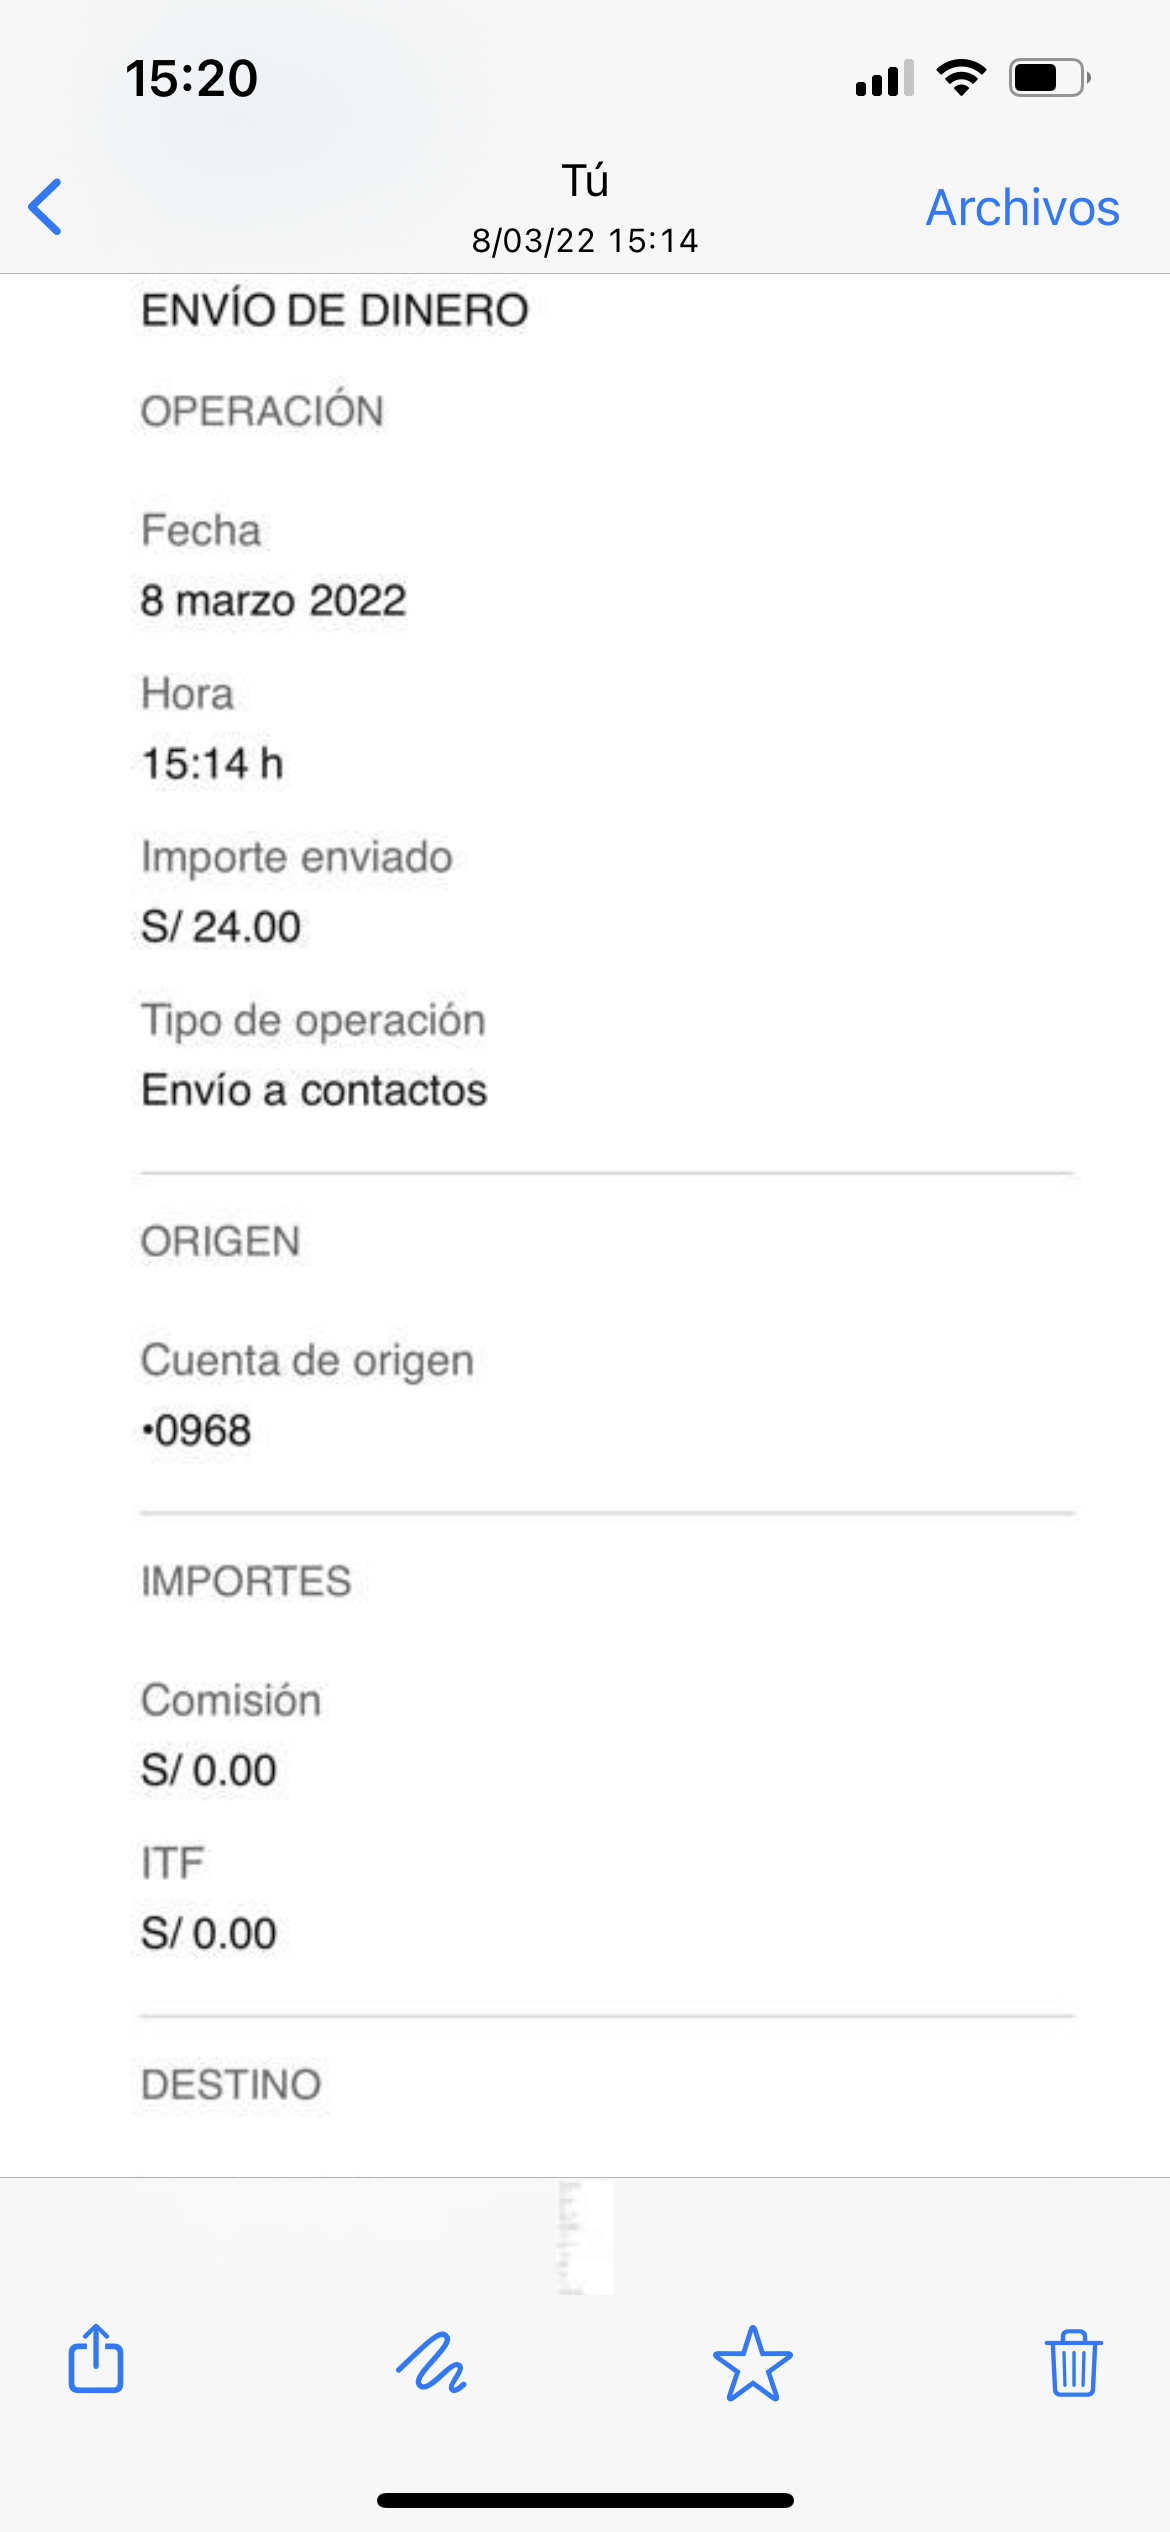 15:20
Tú
8/03/22 15:14
Archivos
ENVÍO DE DINERO
OPERACIÓN
Fecha
8 marzo 2022
Hora
15:14 h
Importe enviado
S/ 24.00
Tipo de operación
Envío a contactos
ORIGEN
Cuenta de origen
•0968
IMPORTES
Comisión
S/ 0.00
ITF
S/ 0.00
DESTINO